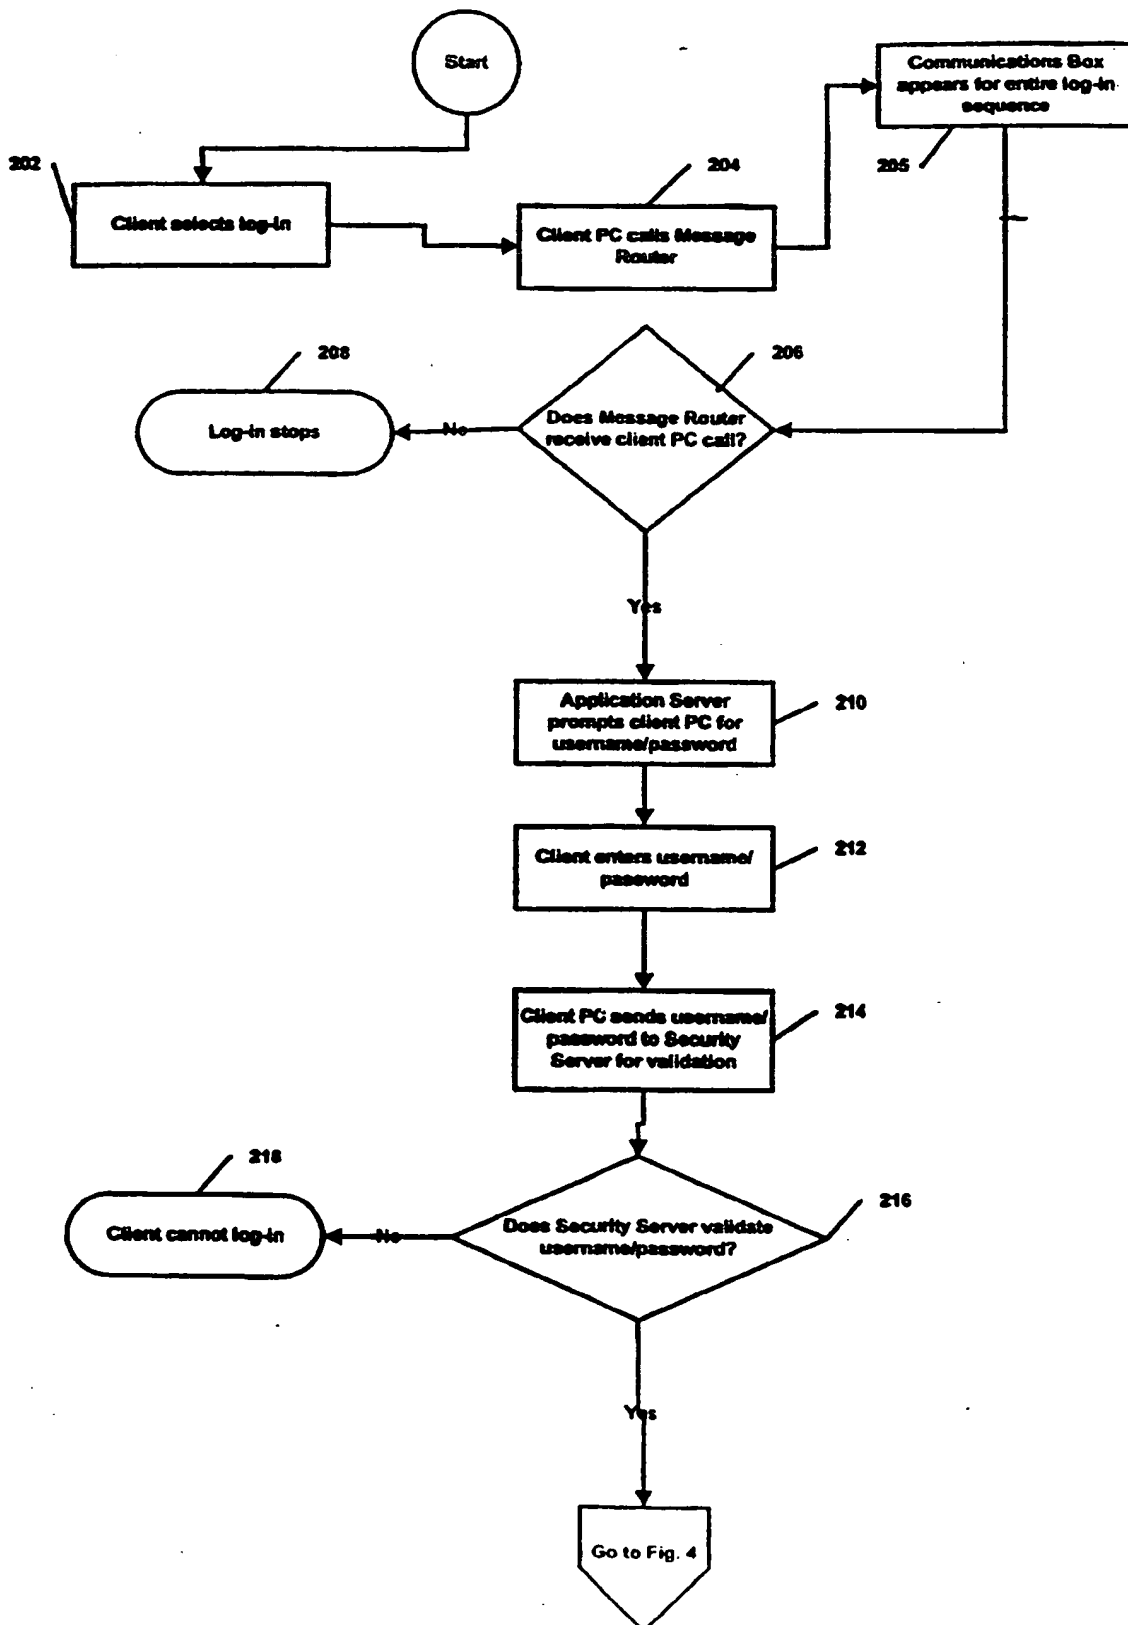 Start
Communications Box
appears for entire log-in
sequence
202
204
205
Client selects log-in
Client PC calls Message
Router
208
206
Log-in stops
No
Does Message Router
receive client PC call?
Yes
Application Server
prompts client PC for
username/password
210
Client enters username/
password
212
Client PC sends username/
password to Security
Server for validation
214
218
216
Client cannot log-in
No
Does Security Server validate
username/password?
Yes
Go to Fig. 4